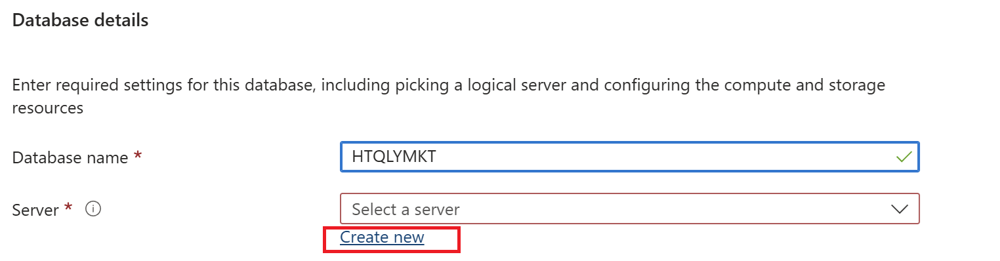 Database details
Enter required settings for this database, including picking a logical server and configuring the compute and storage
resources
Database name *
HTQLYMKT
Server *
Select a server
Create new